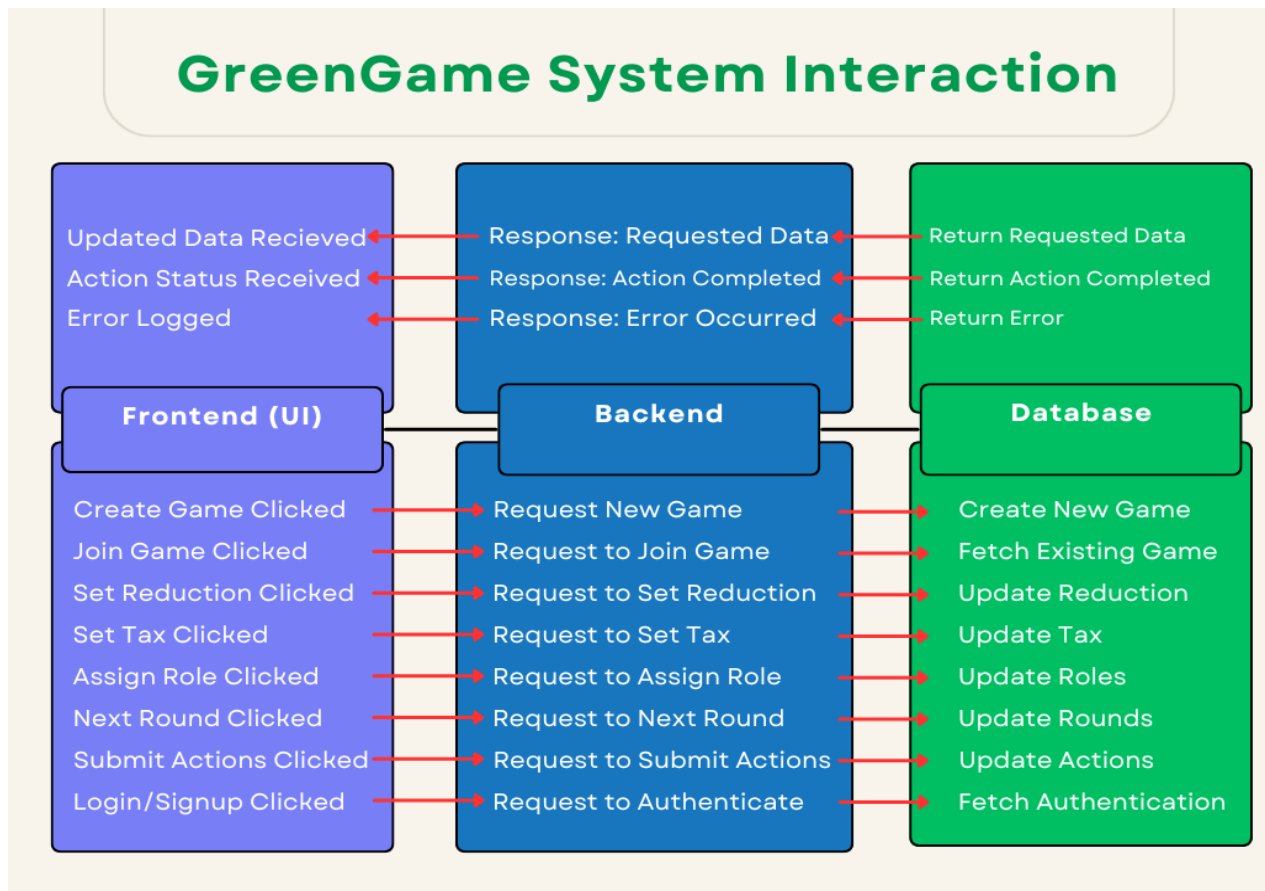 GreenGame System Interaction
Updated Data Recieved
Response: Requested Data
Return Requested Data
Action Status Received
Response: Action Completed
Return Action Completed
Error Logged
Response: Error Occurred
Return Error
Frontend (UI)
Backend
Database
Create Game Clicked
Request New Game
Create New Game
Join Game Clicked
Request to Join Game
Fetch Existing Game
Set Reduction Clicked
Request to Set Reduction
Update Reduction
Set Tax Clicked
Request to Set Tax
Update Tax
Assign Role Clicked
Request to Assign Role
Update Roles
Next Round Clicked
Request to Next Round
Update Rounds
Submit Actions Clicked
Request to Submit Actions
Update Actions
Login/Signup Clicked
Request to Authenticate
Fetch Authentication